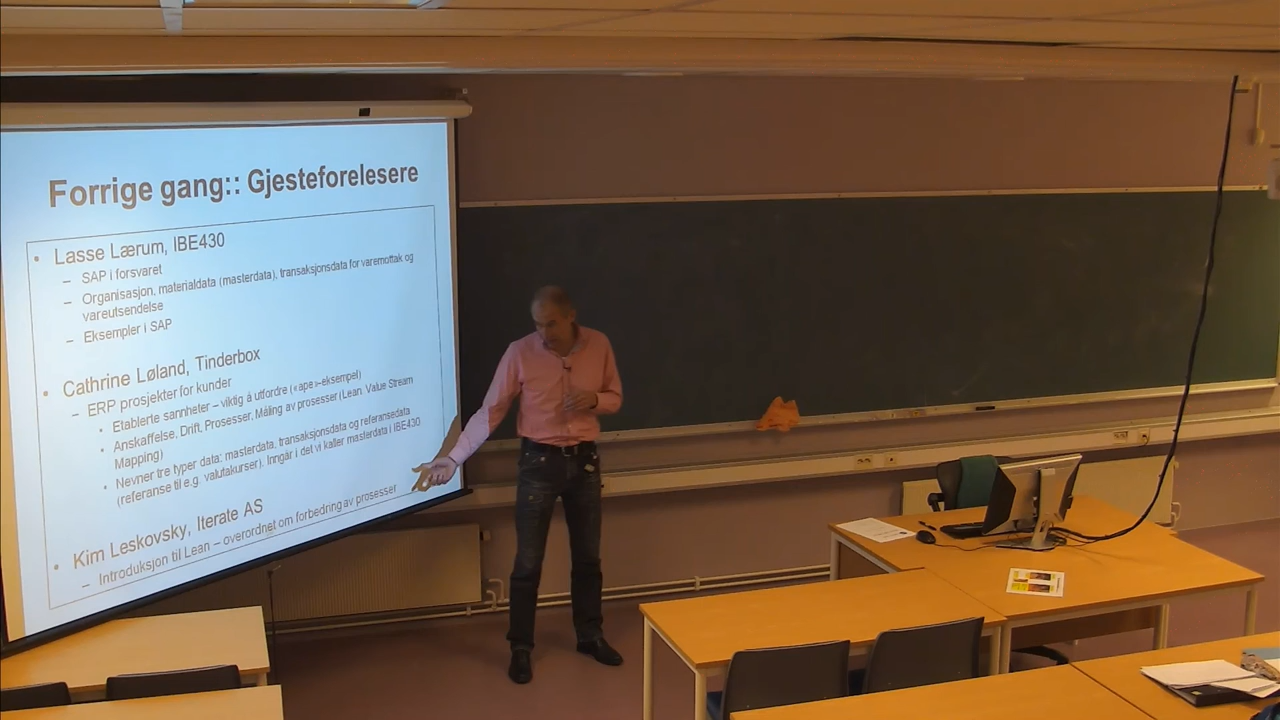 Forrige gang:: Gjesteforelesere
• Lasse Lærum, IBE430
– SAP i forsvaret
– Organisasjon, materialdata (masterdata), transaksjonsdata for varemottak og
vareutsendelse
– Eksempler i SAP
• Cathrine Løland, Tinderbox
– ERP prosjekter for kunder
• Etablerte sannheter – viktig å utfordre («ape»-eksempel)
• Anskaffelse, Drift, Prosesser, Måling av prosesser (Lean. Value Stream
Mapping)
• Nevner tre typer data: masterdata, transaksjonsdata og referansedata
(referanse til e.g. valutakurser). Inngår i det vi kaller masterdata i IBE430
• Kim Leskovsky, Iterate AS
– Introduksjon til Lean – overordnet om forbedring av prosesser